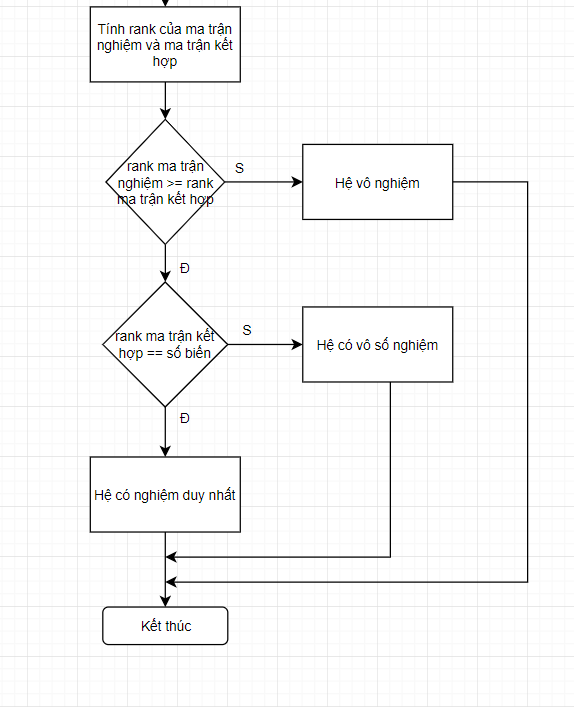 Tính rank của ma trận
nghiệm và ma trận kết
hợp
rank ma trận
nghiệm >= rank
ma trận kết hợp
S
Hệ vô nghiệm
Đ
rank ma trận kết
hợp == số biến
S
Hệ có vô số nghiệm
Đ
Hệ có nghiệm duy nhất
Kết thúc